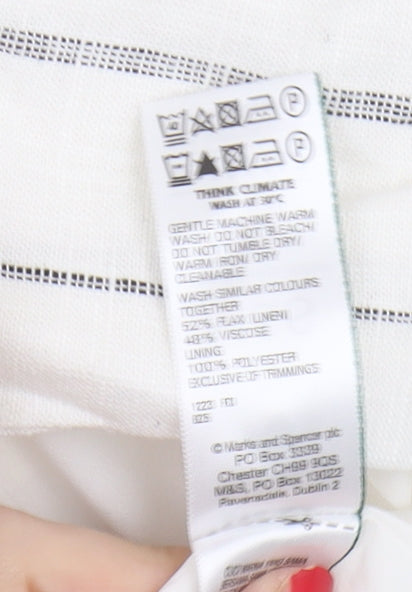 THINK CLIMATE
WASH AT 30°C
GENTLE MACHINE WARM
WASH/ DO NOT BLEACH/
DO NOT TUMBLE DRY/
WARM IRON/ DRY
CLEANABLE
WASH SIMILAR COLOURS
TOGETHER
52% FLAX (LINEN)
48% VISCOSE
LINING:
100% POLYESTER
EXCLUSIVE OF TRIMMINGS
© Marks and Spencer plc
PO Box 3339
Chester CH99 9QS
M&S, PO Box
Dublin 2